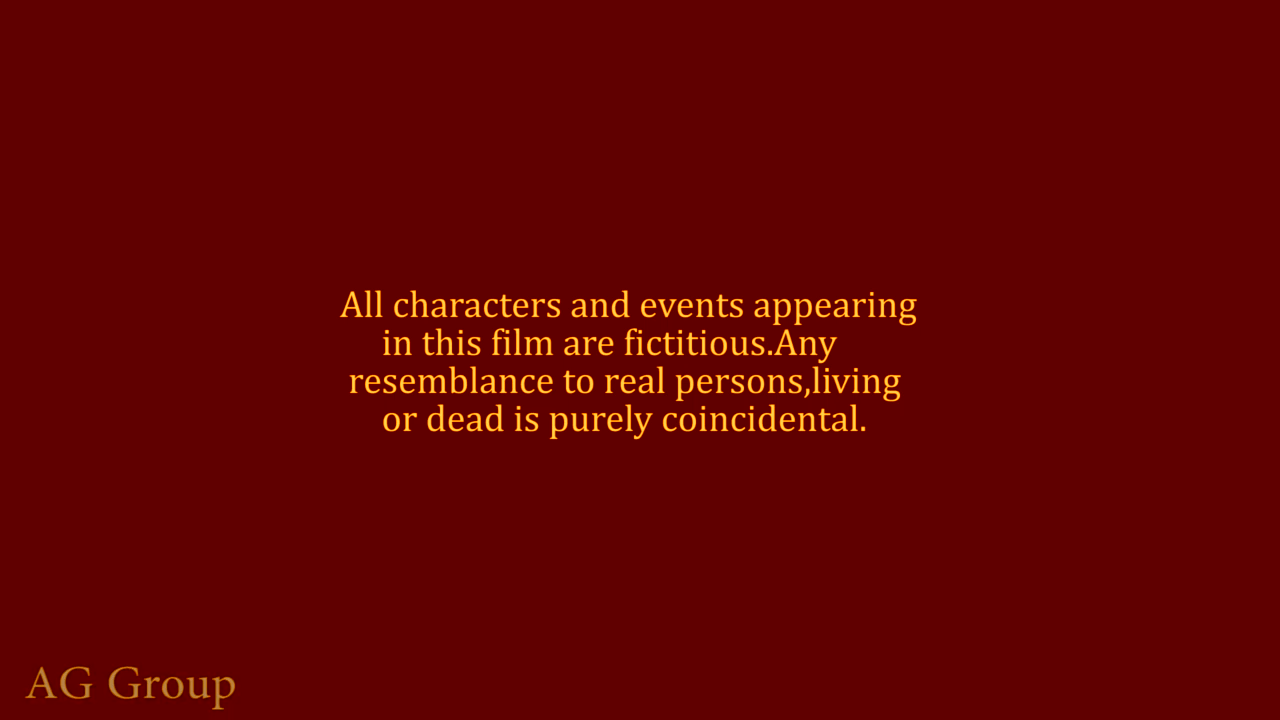 All characters and events appearing
in this film are fictitious.Any
resemblance to real persons,living
or dead is purely coincidental.
AG Group